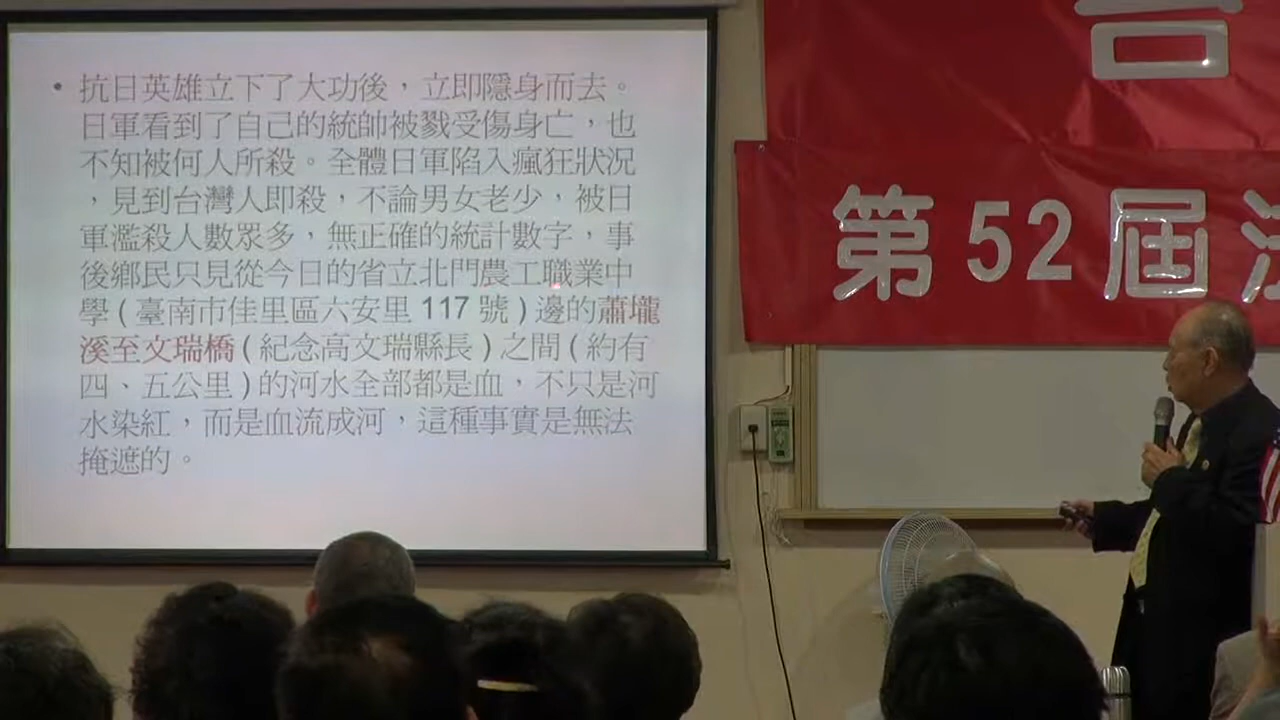 • 抗日英雄立下了大功後，立即隱身而去。
日軍看到了自己的統帥被戮受傷身亡，也
不知被何人所殺。全體日軍陷入瘋狂狀況
，見到台灣人即殺，不論男女老少，被日
軍濫殺人數眾多，無正確的統計數字，事
後鄉民只見從今日的省立北門農工職業中
學(臺南市佳里區六安里117號)邊的蕭壠
溪至文瑞橋(紀念高文瑞縣長)之間(約有
四、五公里)的河水全部都是血，不只是河
水染紅，而是血流成河，這種事實是無法
掩遮的。
第52屆